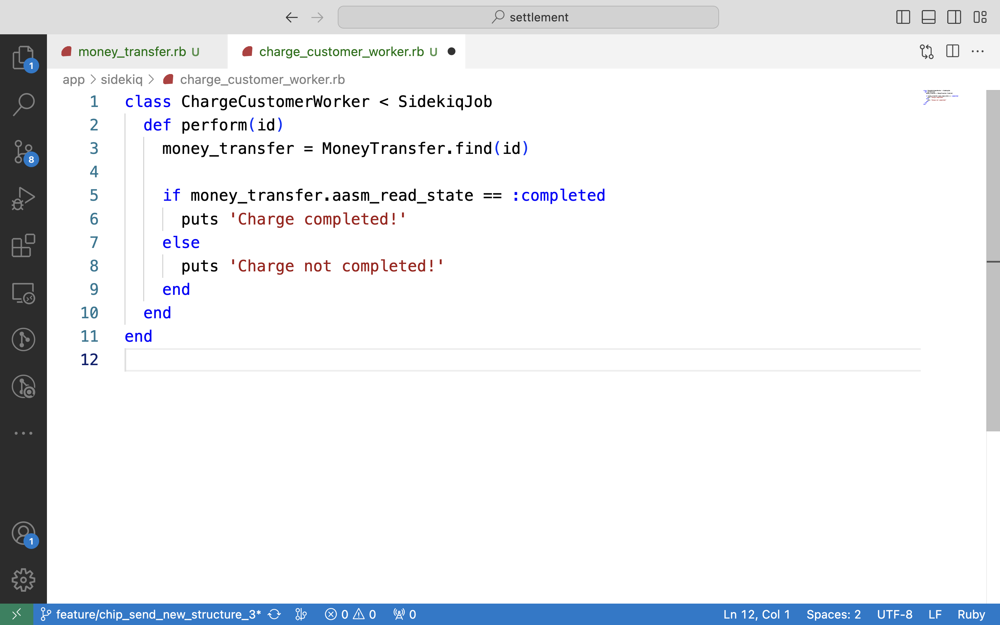 settlement
money_transfer.rb U
charge_customer_worker.rb U
app > sidekiq > charge_customer_worker.rb
1 class ChargeCustomerWorker < SidekiqJob
2 def perform(id)
3 money_transfer = MoneyTransfer.find(id)
4
5 if money_transfer.aasm_read_state == :completed
6 puts 'Charge completed!'
7 else
8 puts 'Charge not completed!'
9 end
10 end
11 end
12
1
8
1
feature/chip_send_new_structure_3* 0 0 0 Ln 12, Col 1 Spaces: 2 UTF-8 LF Ruby